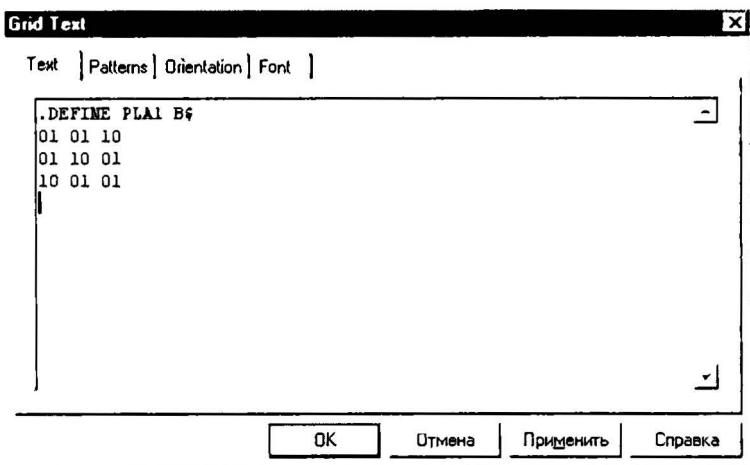 Grid Text
Text Patterns Orientation Font
.DEFINE PLA1 B$
01 01 10
01 10 01
10 01 01
OK Отмена Применить Справка